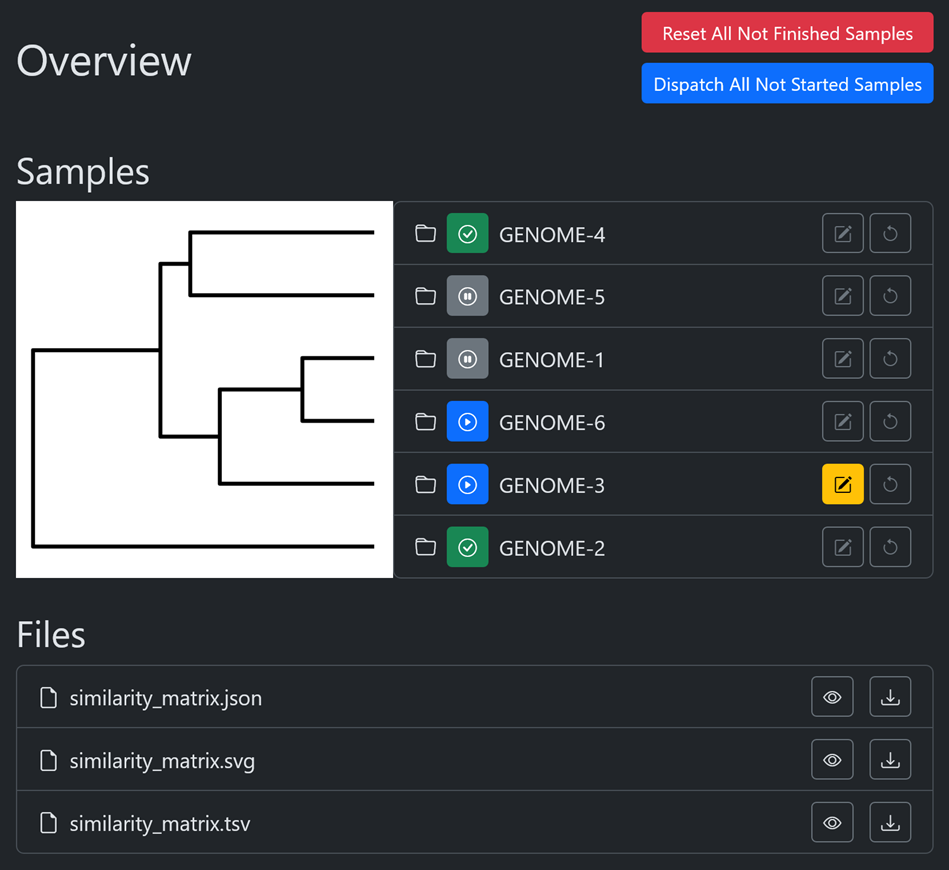 Overview
Reset All Not Finished Samples
Dispatch All Not Started Samples
Samples
GENOME-4
GENOME-5
GENOME-1
GENOME-6
GENOME-3
GENOME-2
Files
similarity_matrix.json
similarity_matrix.svg
similarity_matrix.tsv